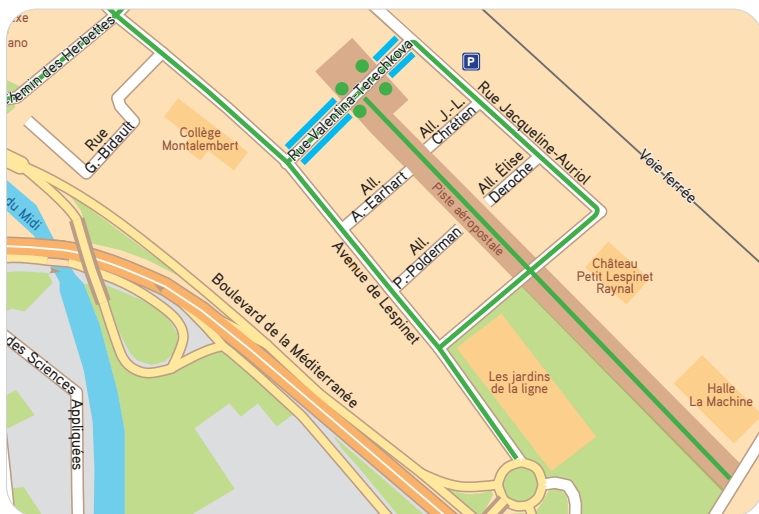 Chemin des Herbettes
Rue
G.-Bidault
Collège
Montalembert
Rue Valentina-Terechkova
P
All. J.-L.
Chrétien
Rue Jacqueline-Auriol
All. Élise
Deroche
Voie-ferrée
All.
A.- Earhart
All.
P.-Polderman
Piste aéropostale
Avenue de Lespinet
Château
Petit Lespinet
Raynal
du Midi
Boulevard de la Méditerranée
des Sciences Appliquées
Les jardins
de la ligne
Halle
La Machine